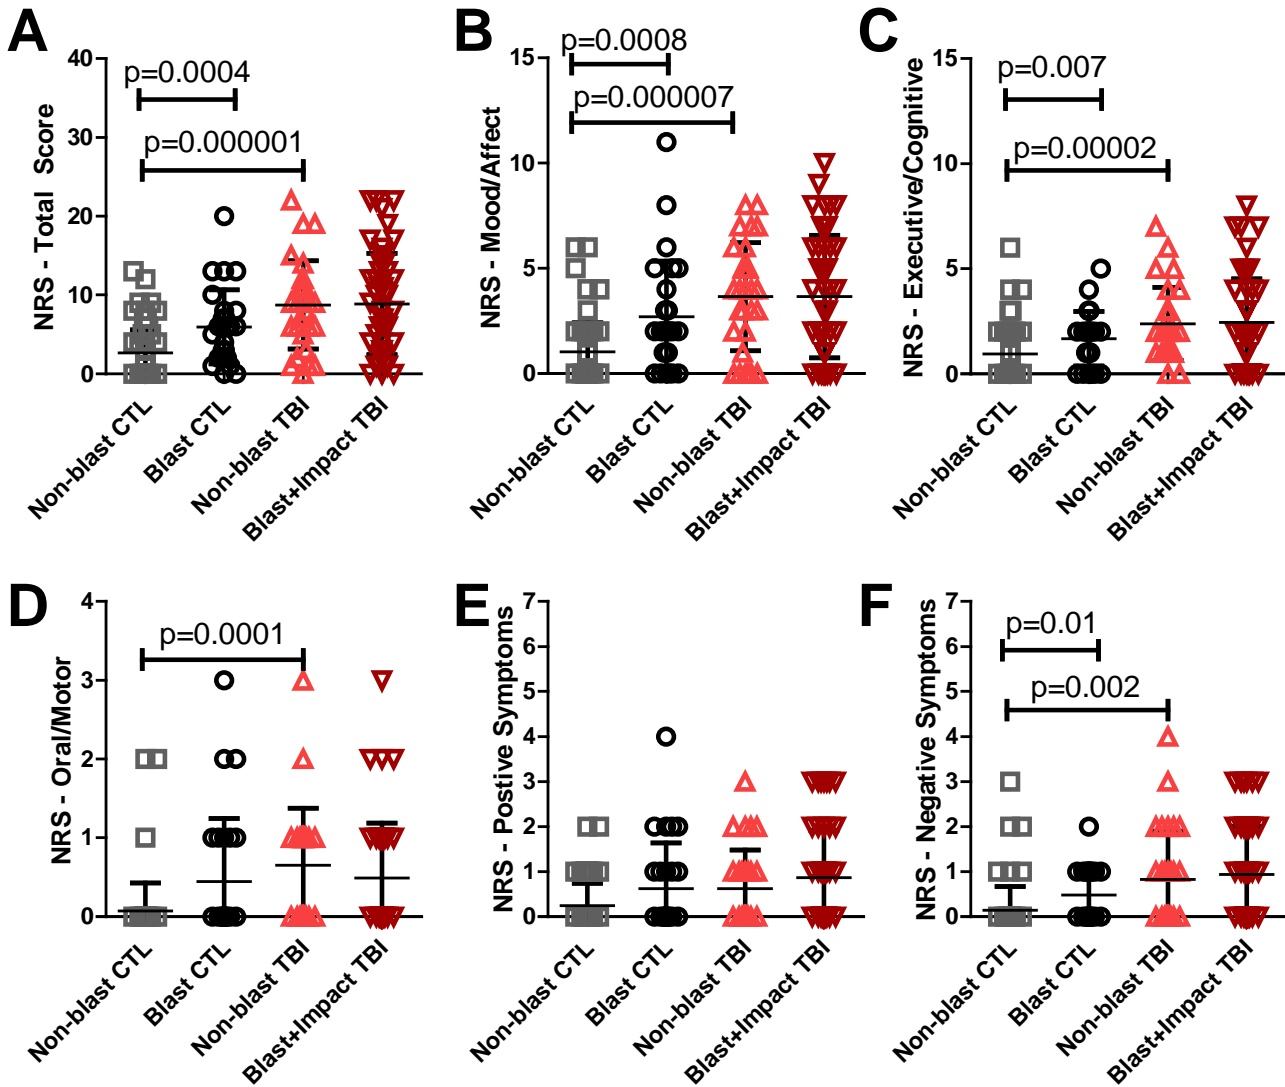 A
NRS - Total Score
40
30
20
10
0
p=0.0004
p=0.000001
Non-blast CTL
Blast CTL
Non-blast TBI
Blast+Impact TBI
B
NRS - Mood/Affect
15
10
5
0
p=0.0008
p=0.000007
Non-blast CTL
Blast CTL
Non-blast TBI
Blast+Impact TBI
C
NRS - Executive/Cognitive
15
10
5
0
p=0.007
p=0.00002
Non-blast CTL
Blast CTL
Non-blast TBI
Blast+Impact TBI
D
NRS - Oral/Motor
4
3
2
1
0
p=0.0001
Non-blast CTL
Blast CTL
Non-blast TBI
Blast+Impact TBI
E
NRS - Postive Symptoms
7
6
5
4
3
2
1
0
Non-blast CTL
Blast CTL
Non-blast TBI
Blast+Impact TBI
F
NRS - Negative Symptoms
7
6
5
4
3
2
1
0
p=0.01
p=0.002
Non-blast CTL
Blast CTL
Non-blast TBI
Blast+Impact TBI